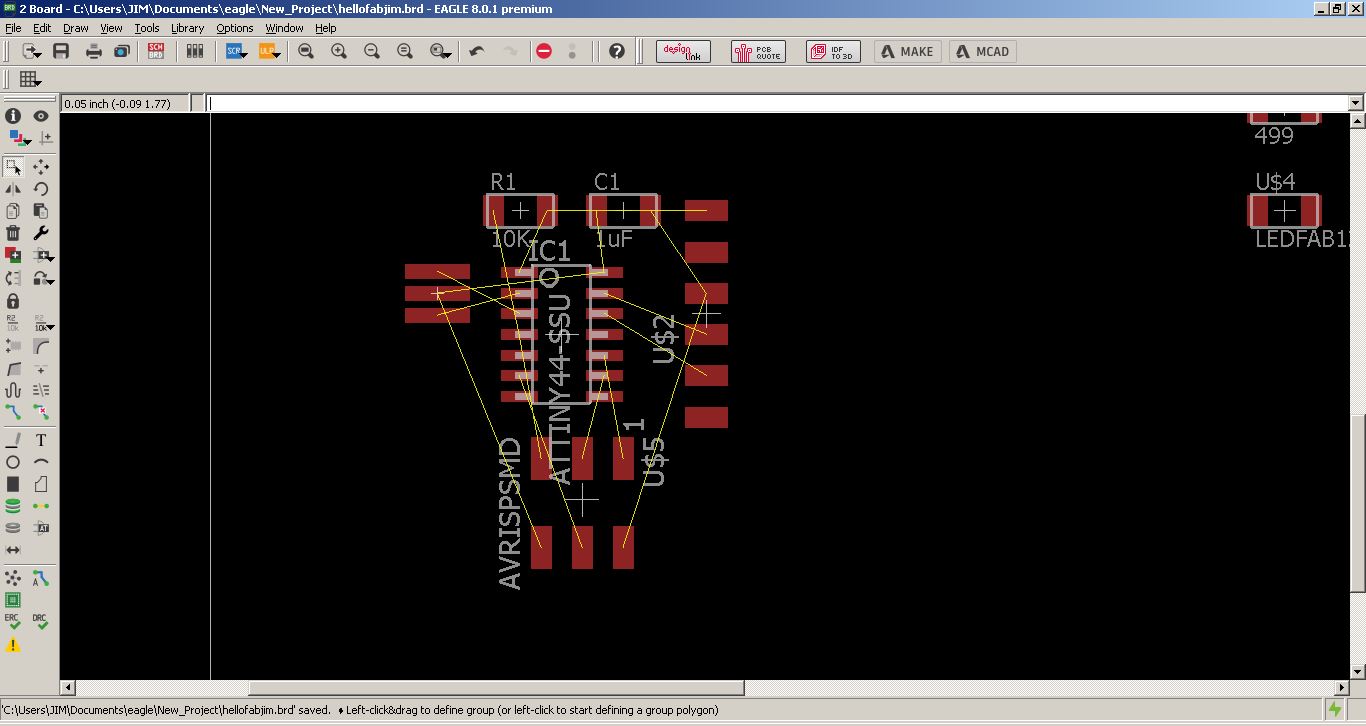 2 Board - C:\Users\JIM\Documents\eagle\New_Project\hellofabjim.brd - EAGLE 8.0.1 premium
File Edit Draw View Tools Library Options Window Help
SCH
BRD
SCR
ULP
design
link
PCB
QUOTE
IDF
TO 3D
MAKE
MCAD
0.05 inch (-0.09 1.77)
R2
10k
R2
10k
T
ERC
DRC
499
R1
C1
U$4
10K
1uF
LEDFAB1
IC1
ATTINY44-SSU
U$2
1
U$5
AVRISPSMD
'C:\Users\JIM\Documents\eagle\New_Project\hellofabjim.brd' saved. ♦ Left-click&drag to define group (or left-click to start defining a group polygon)